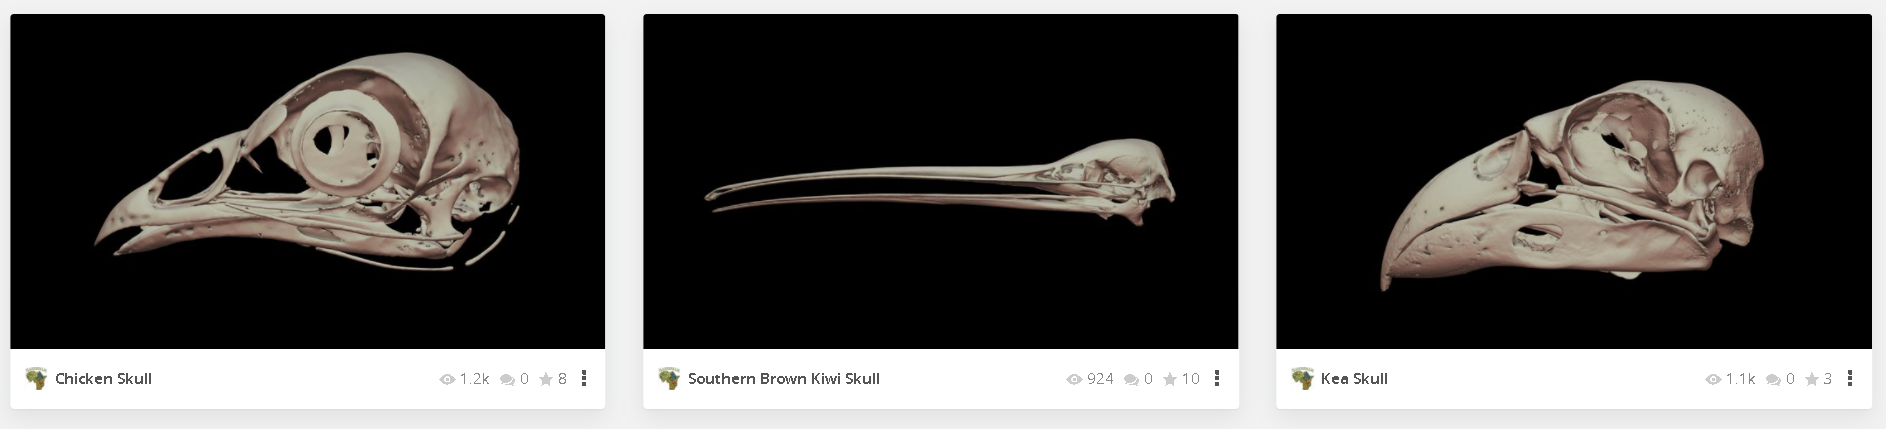 Chicken Skull 1.2k 0 8
Southern Brown Kiwi Skull 924 0 10
Kea Skull 1.1k 0 3